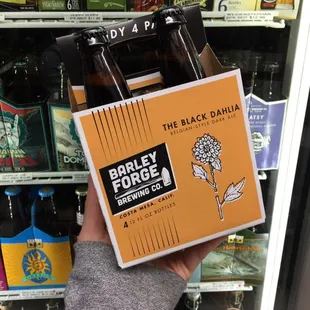 DY 4 PA
THE BLACK DAHLIA
BELGIAN-STYLE DARK ALE
BARLEY
FORGE
BREWING CO.
COSTA MESA, CALIF.
4 12 FL OZ BOTTLES